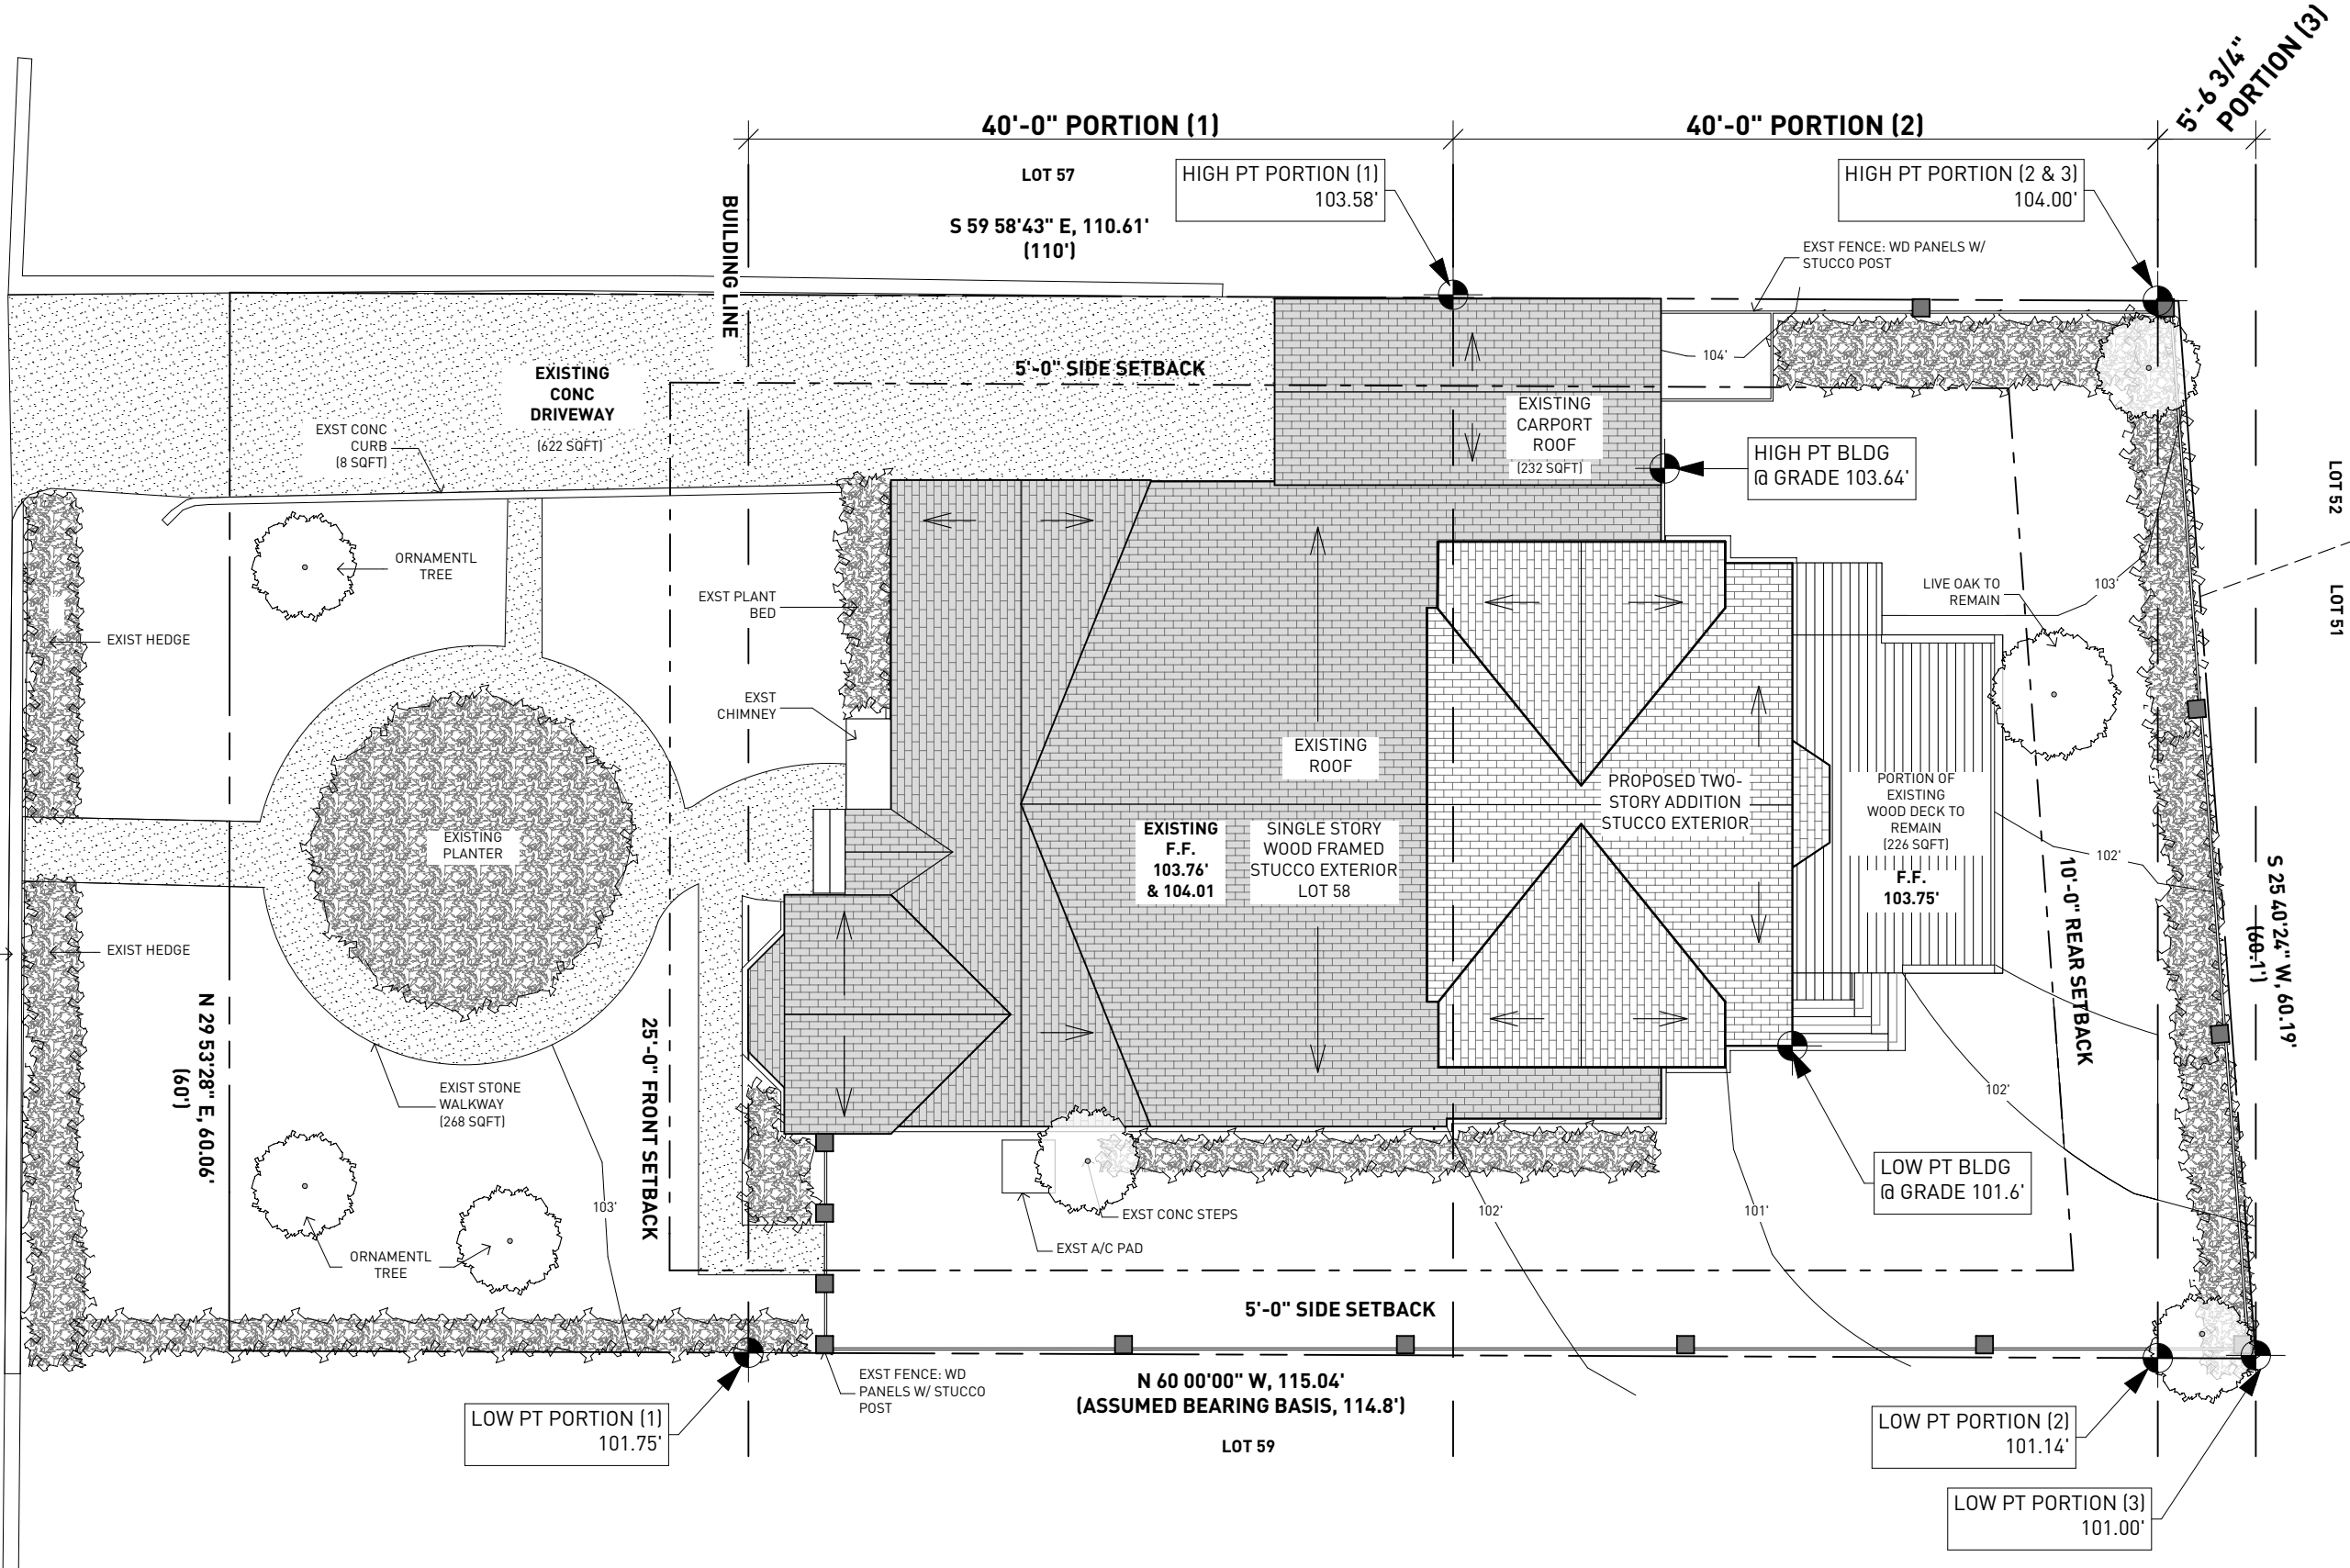 5'-6 3/4"
PORTION (3)
40'-0" PORTION (1)
40'-0" PORTION (2)
LOT 57
HIGH PT PORTION (1)
103.58'
HIGH PT PORTION (2 & 3)
104.00'
BUILDING LINE
S 59 58'43" E, 110.61'
(110')
EXST FENCE: WD PANELS W/
STUCCO POST
104'
5'-0" SIDE SETBACK
EXISTING
CONC
DRIVEWAY
(622 SQFT)
EXISTING
CARPORT
ROOF
(232 SQFT)
EXST CONC
CURB
(8 SQFT)
HIGH PT BLDG
@ GRADE 103.64'
LOT 52
ORNAMENTL
TREE
EXST PLANT
BED
LIVE OAK TO
REMAIN
103'
LOT 51
EXIST HEDGE
EXST
CHIMNEY
EXISTING
ROOF
PROPOSED TWO-
STORY ADDITION
STUCCO EXTERIOR
PORTION OF
EXISTING
WOOD DECK TO
REMAIN
(226 SQFT)
F.F.
103.75'
EXISTING
PLANTER
EXISTING
F.F.
103.76'
& 104.01
SINGLE STORY
WOOD FRAMED
STUCCO EXTERIOR
LOT 58
102'
10'-0" REAR SETBACK
S 25 40'24" W, 60.19'
(60.1')
EXIST HEDGE
N 29 53'28" E, 60.06'
(60')
25'-0" FRONT SETBACK
EXIST STONE
WALKWAY
(268 SQFT)
102'
LOW PT BLDG
@ GRADE 101.6'
103'
EXST CONC STEPS
102'
101'
ORNAMENTL
TREE
EXST A/C PAD
5'-0" SIDE SETBACK
EXST FENCE: WD
PANELS W/ STUCCO
POST
N 60 00'00" W, 115.04'
(ASSUMED BEARING BASIS, 114.8')
LOW PT PORTION (1)
101.75'
LOT 59
LOW PT PORTION (2)
101.14'
LOW PT PORTION (3)
101.00'